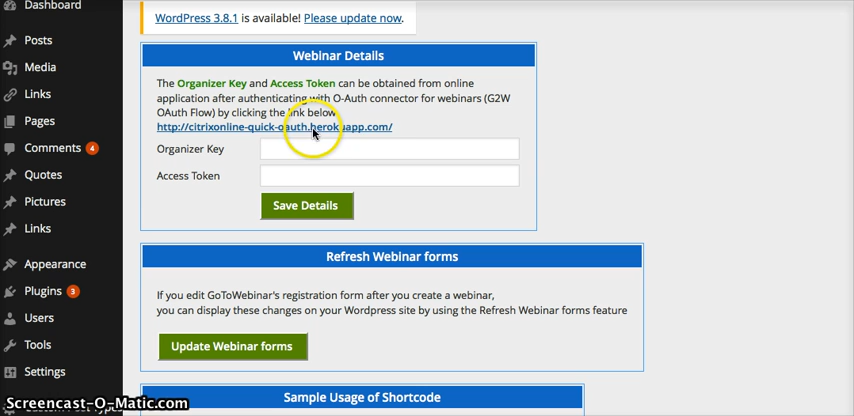 Dashboard
WordPress 3.8.1 is available! Please update now.
Posts
Media
Links
Pages
Comments 4
Quotes
Pictures
Links
Appearance
Plugins 3
Users
Tools
Settings
Webinar Details
The Organizer Key and Access Token can be obtained from online
application after authenticating with O-Auth connector for webinars (G2W
OAuth Flow) by clicking the link below
http://citrixonline-quick-oauth.herokuapp.com/
Organizer Key
Access Token
Save Details
Refresh Webinar forms
If you edit GoToWebinar's registration form after you create a webinar,
you can display these changes on your Wordpress site by using the Refresh Webinar forms feature
Update Webinar forms
Sample Usage of Shortcode
Screencast-O-Matic.com